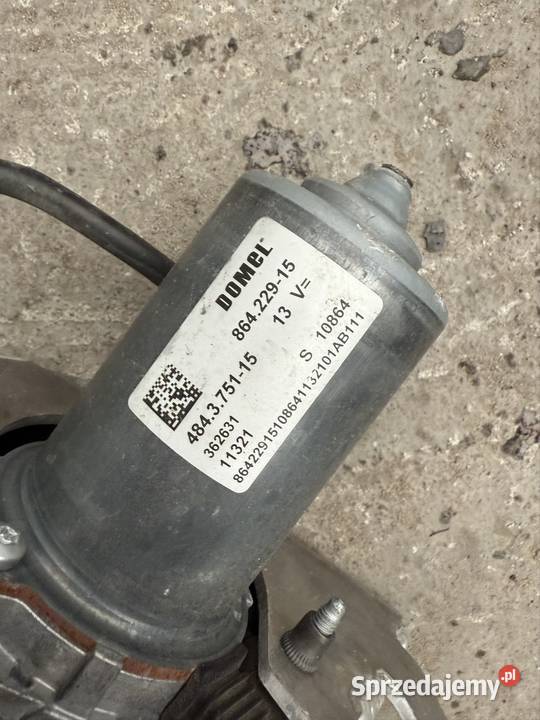 DOMEL
864.229-15
484.3.751-15 13 V=
362631
11321 S 10864
86422915108641132101AB111
Sprzedajemy.pl